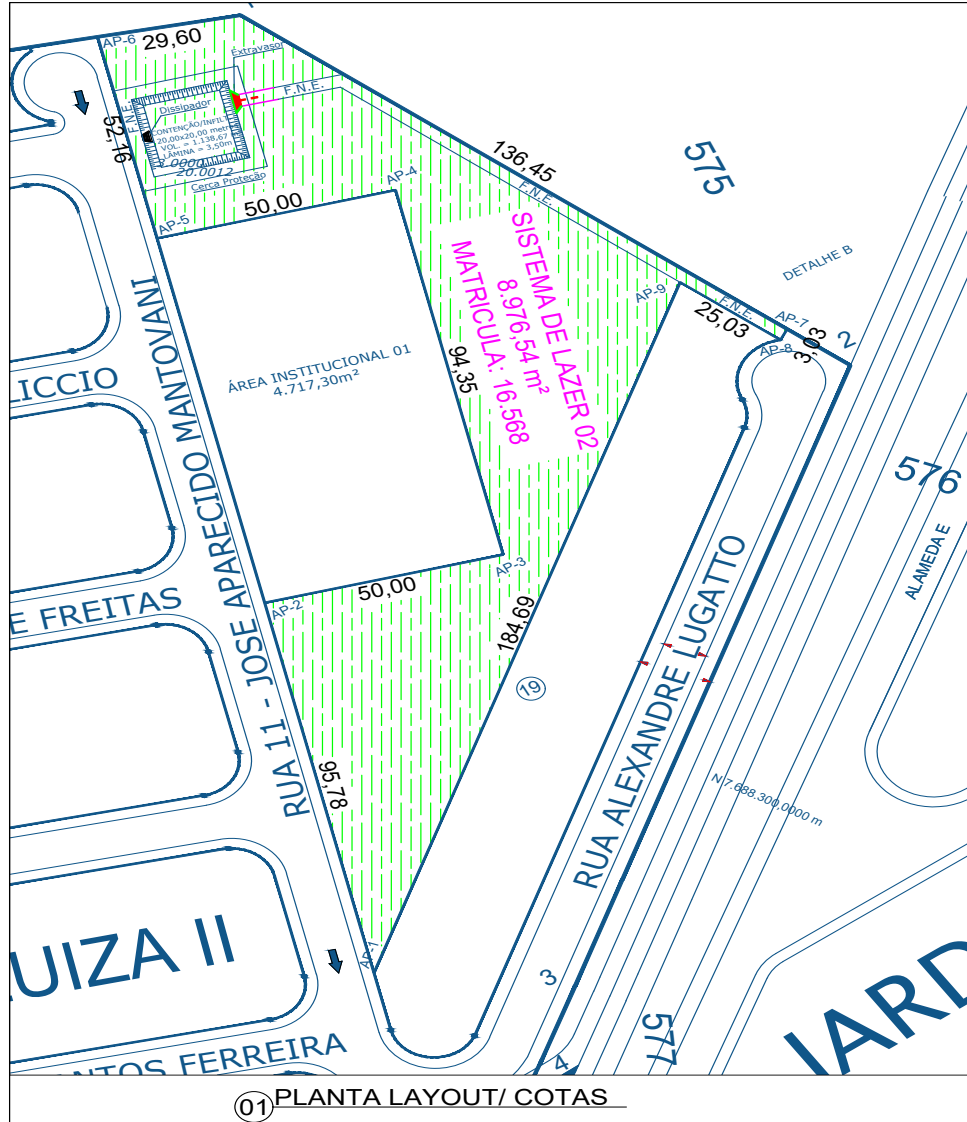 AP-6
29,60
Extravasor
F.N.E.
F.N.E.
Dissipador
CONTENÇÃO/INFILT
20,00x20,00 metr
VOL. = 1.138,67
LÂMINA = 3,50m
20.0012
Cerca Proteção
52,16
136,45
F.N.E.
575
AP-4
50,00
AP-5
DETALHE B
SISTEMA DE LAZER 02
8.976,54 m²
MATRICULA: 16.568
AP-9
F.N.E.
25,03
AP-7
AP-8
3,03
2
ÁREA INSTITUCIONAL 01
4.717,30m²
94,35
LICCIO
RUA 11 - JOSE APARECIDO MANTOVANI
576
ALAMEDA E
E FREITAS
AP-2
50,00
AP-3
184,69
19
RUA ALEXANDRE LUGATTO
95,78
N 7.688.300,0000 m
UIZA II
AP-1
3
577
4
JARD
NTOS FERREIRA
01 PLANTA LAYOUT/ COTAS